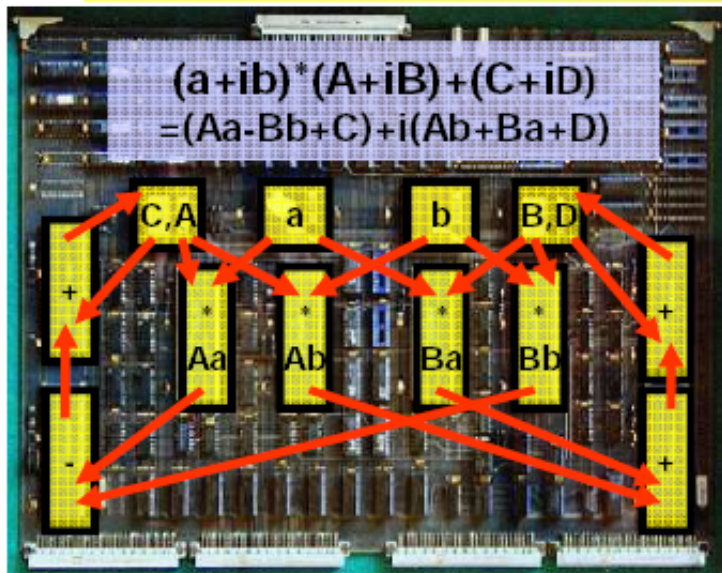 (a+ib)*(A+iB)+(C+iD)
=(Aa-Bb+C)+i(Ab+Ba+D)
C,A a b B,D
+ * * * * +
Aa Ab Ba Bb
- +